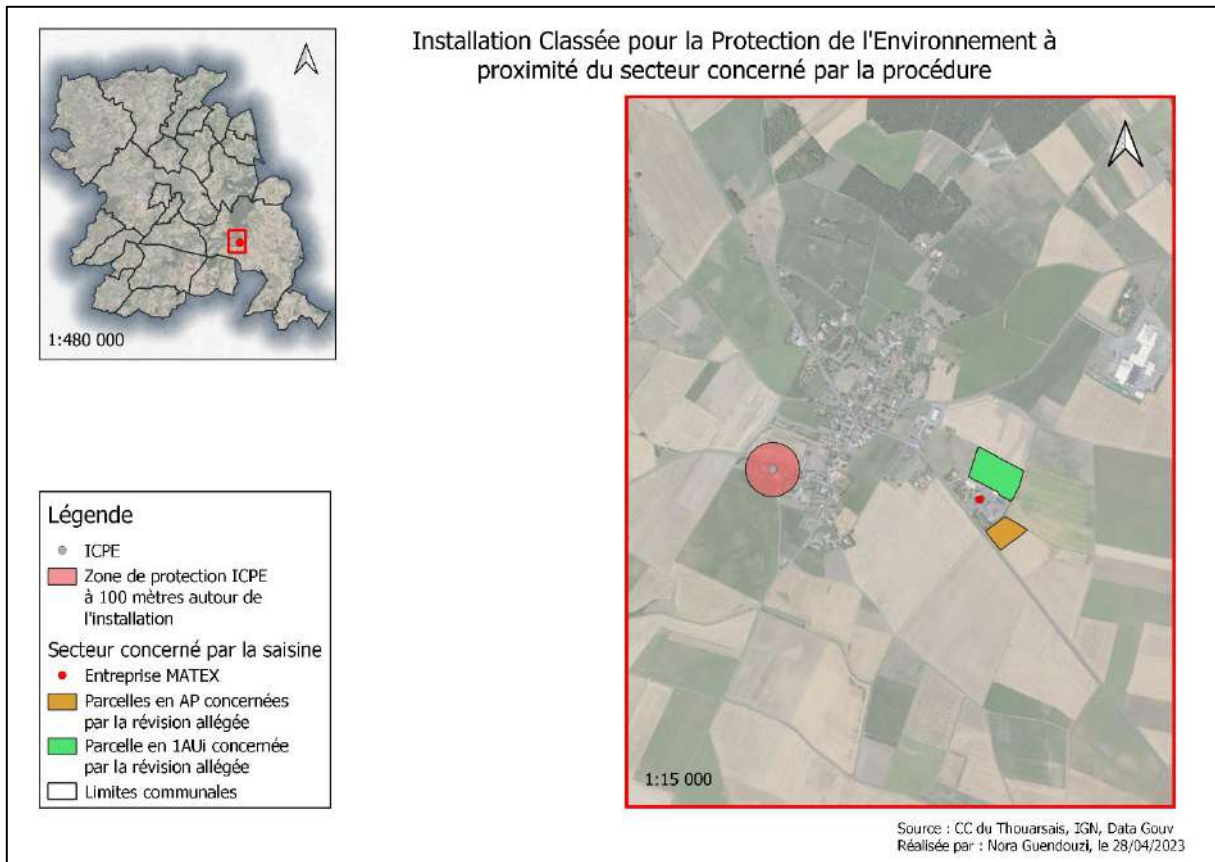 Installation Classée pour la Protection de l'Environnement à
proximité du secteur concerné par la procédure
1:480 000
Légende
ICPE
Zone de protection ICPE
à 100 mètres autour de
l'installation
Secteur concerné par la saisine
Entreprise MATEX
Parcelles en AP concernées
par la révision allégée
Parcelle en 1AUi concernée
par la révision allégée
Limites communales
1:15 000
Source : CC du Thouarsais, IGN, Data Gouv
Réalisée par : Nora Guendouzi, le 28/04/2023